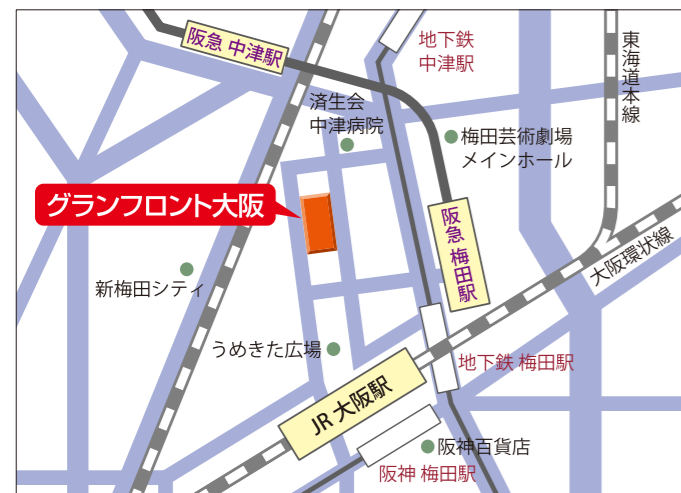 阪急 中津駅
地下鉄
中津駅
東海道本線
済生会
中津病院
梅田芸術劇場
メインホール
グランフロント大阪
阪急 梅田駅
大阪環状線
新梅田シティ
うめきた広場
地下鉄 梅田駅
JR 大阪駅
阪神百貨店
阪神 梅田駅